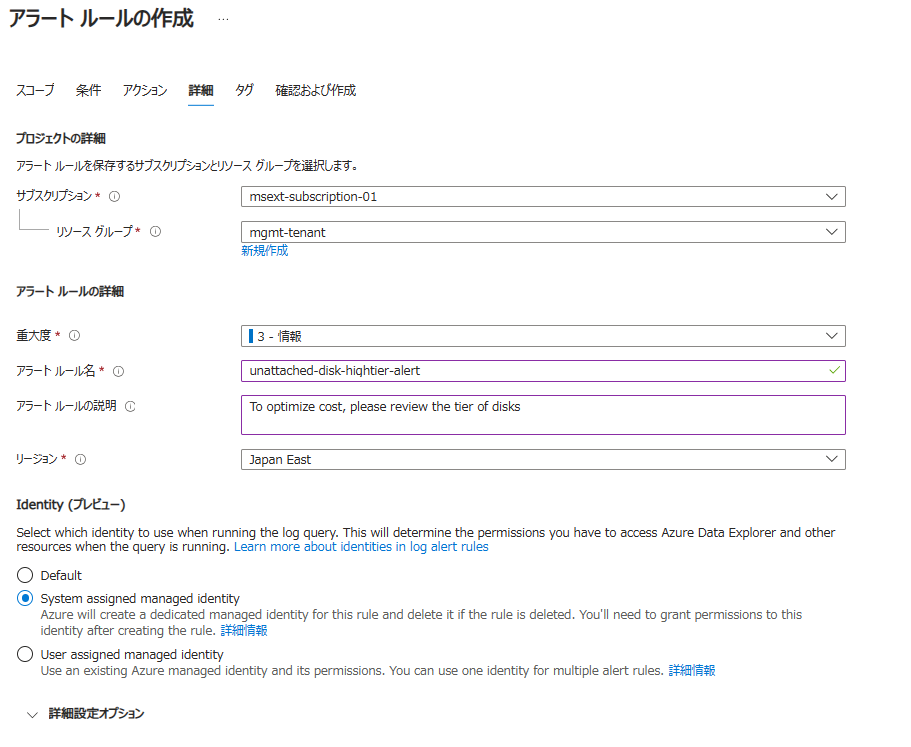 アラート ルールの作成 …
スコープ 条件 アクション 詳細 タグ 確認および作成
プロジェクトの詳細
アラート ルールを保存するサブスクリプションとリソース グループを選択します。
サブスクリプション * msext-subscription-01
リソース グループ * mgmt-tenant
新規作成
アラート ルールの詳細
重大度 * 3 - 情報
アラート ルール名 * unattached-disk-hightier-alert
アラート ルールの説明 To optimize cost, please review the tier of disks
リージョン * Japan East
Identity (プレビュー)
Select which identity to use when running the log query. This will determine the permissions you have to access Azure Data Explorer and other
resources when the query is running. Learn more about identities in log alert rules
Default
System assigned managed identity
Azure will create a dedicated managed identity for this rule and delete it if the rule is deleted. You'll need to grant permissions to this
identity after creating the rule. 詳細情報
User assigned managed identity
Use an existing Azure managed identity and its permissions. You can use one identity for multiple alert rules. 詳細情報
詳細設定オプション